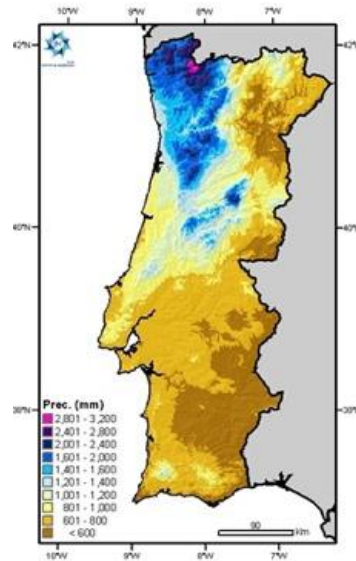 10°W 9°W 8°W 7°W
42°N 42°N
40°N 40°N
38°N 38°N
Prec. (mm)
2,801 - 3,200
2,401 - 2,800
2,001 - 2,400
1,601 - 2,000
1,401 - 1,600
1,201 - 1,400
1,001 - 1,200
801 - 1,000
601 - 800
< 600
90
km
10°W 9°W 8°W 7°W